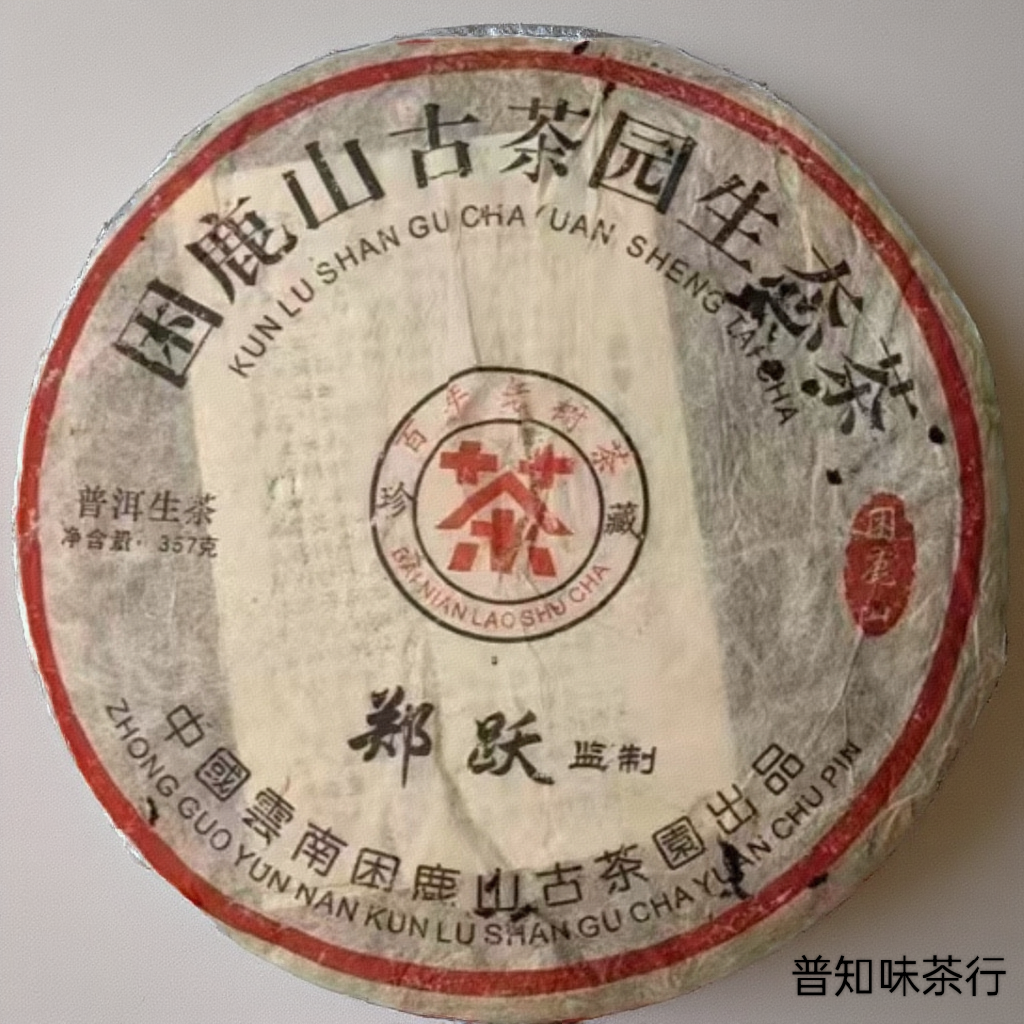 困鹿山古茶园生态茶
KUN LU SHAN GU CHA YUAN SHENG TAI CHA
百年老树茶
珍
茶
藏
BAI NIAN LAO SHU CHA
普洱生茶
净含量: 357克
困鹿山
郑跃 监制
中國雲南困鹿山古茶園出品
ZHONG GUO YUN NAN KUN LU SHAN GU CHA YUAN CHU PIN
普知味茶行